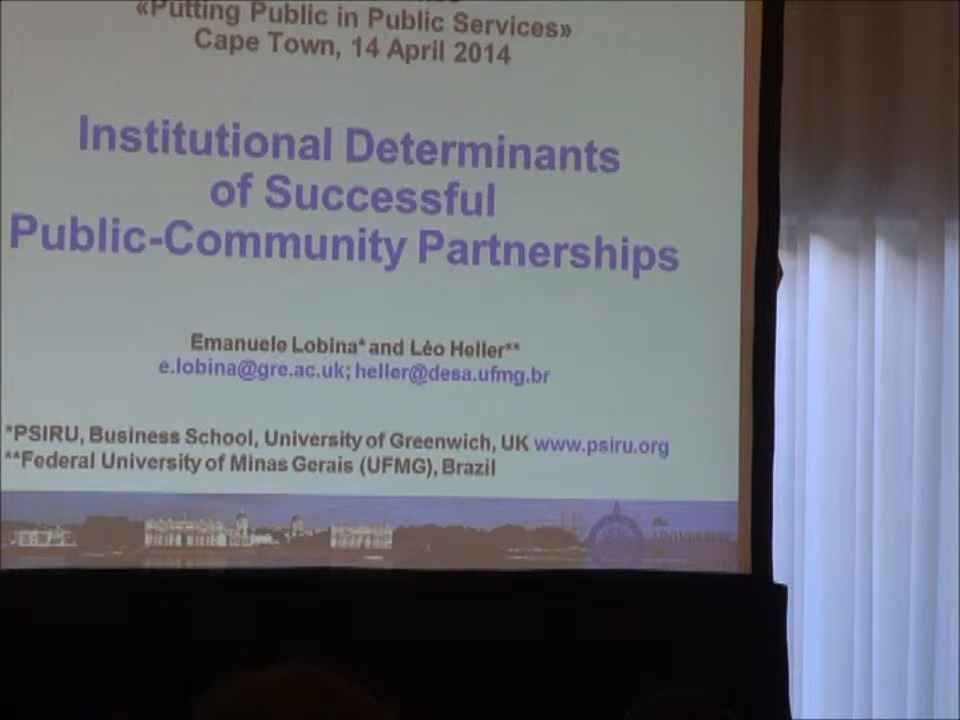 «Putting Public in Public Services»
Cape Town, 14 April 2014
Institutional Determinants
of Successful
Public-Community Partnerships
Emanuele Lobina* and Léo Heller**
e.lobina@gre.ac.uk; heller@desa.ufmg.br
*PSIRU, Business School, University of Greenwich, UK www.psiru.org
**Federal University of Minas Gerais (UFMG), Brazil
the
UNIVERSITY